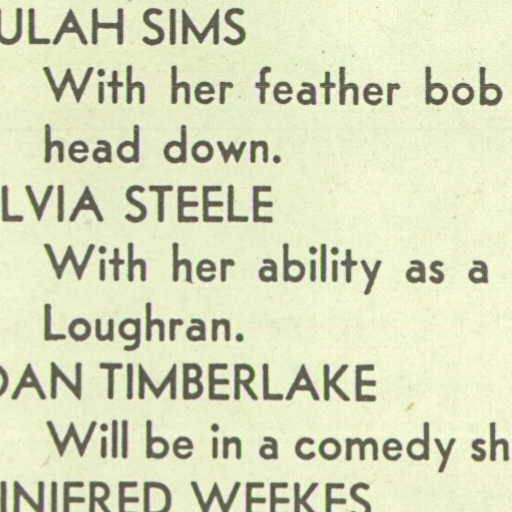 ULAH SIMS
With her feather bob
head down.
LVIA STEELE
With her ability as a
Loughran.
OAN TIMBERLAKE
Will be in a comedy sh
INIFRED WEEKES